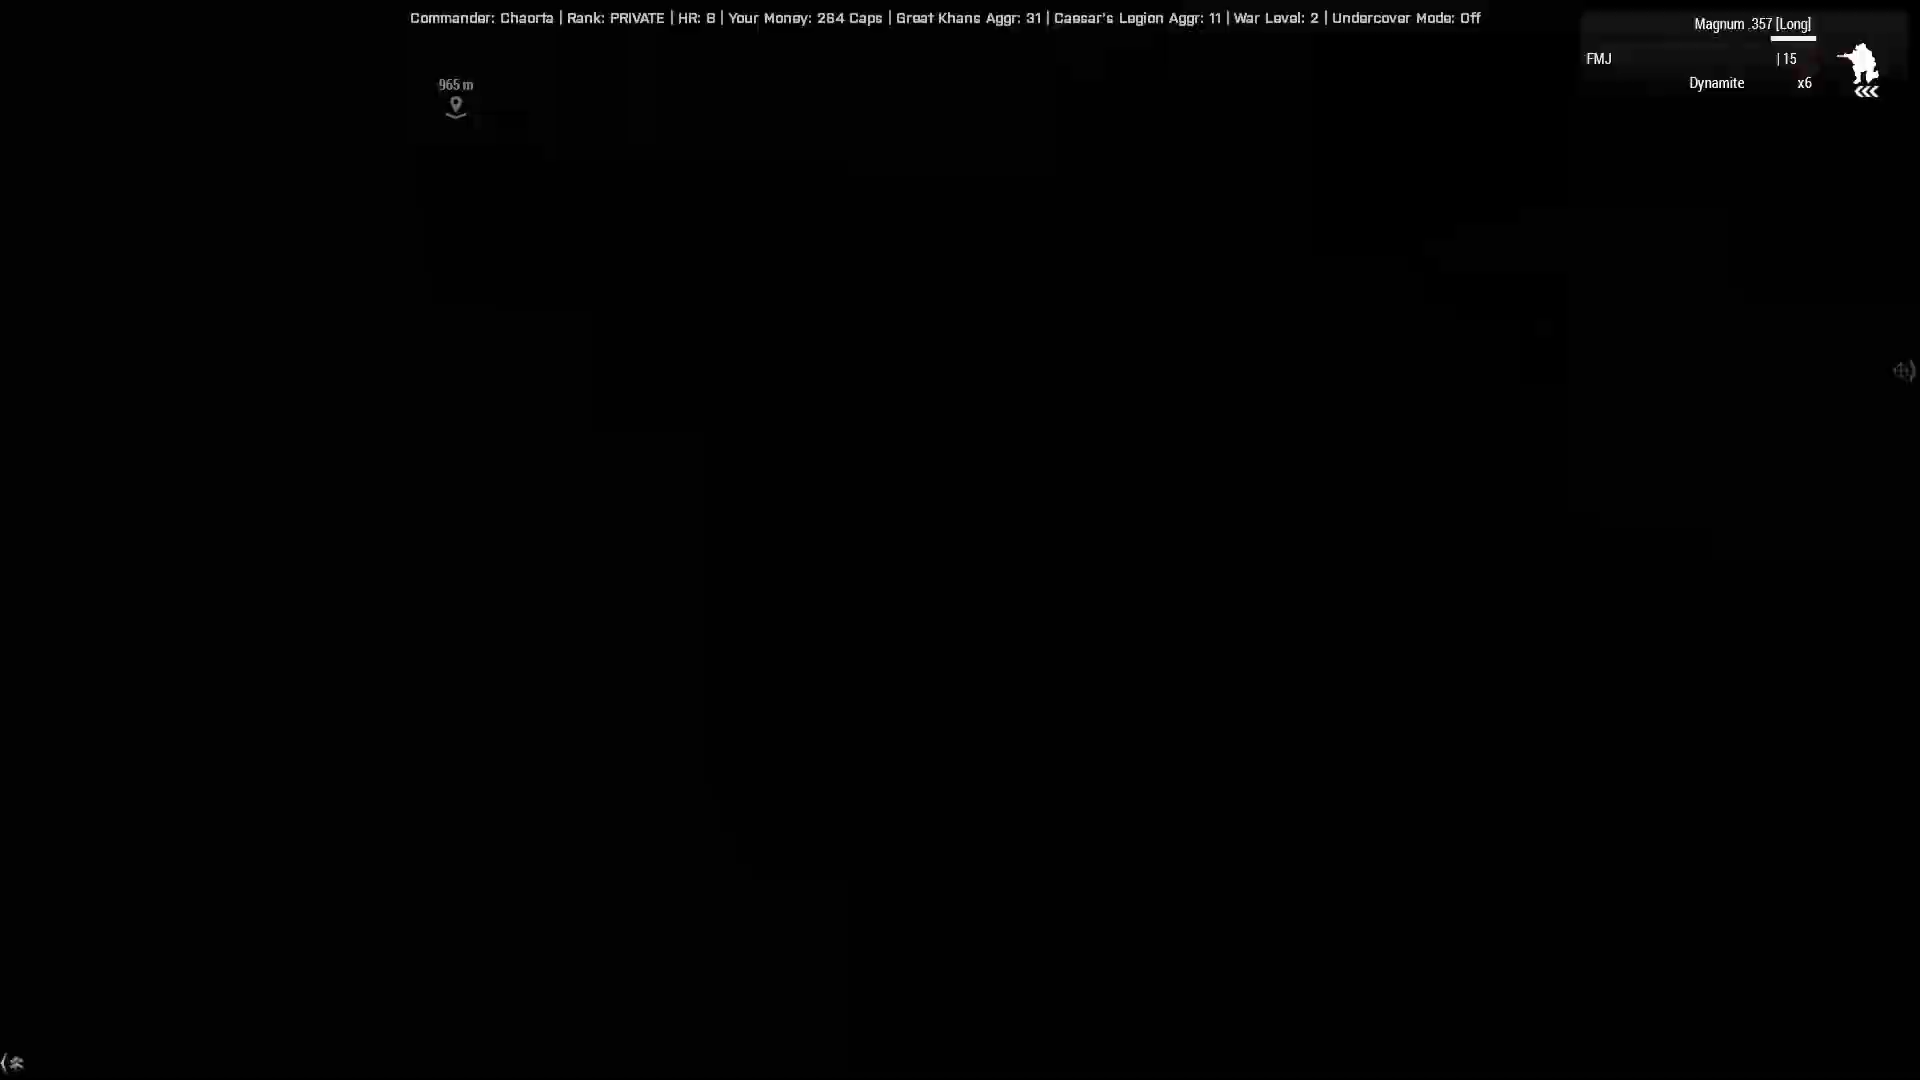 Commander: Chaorta | Rank: PRIVATE | HR: 8 | Your Money: 284 Caps | Great Khans Aggr: 31 | Caesar's Legion Aggr: 11 | War Level: 2 | Undercover Mode: Off
Magnum .357 [Long]
FMJ | 15
Dynamite x6
965 m